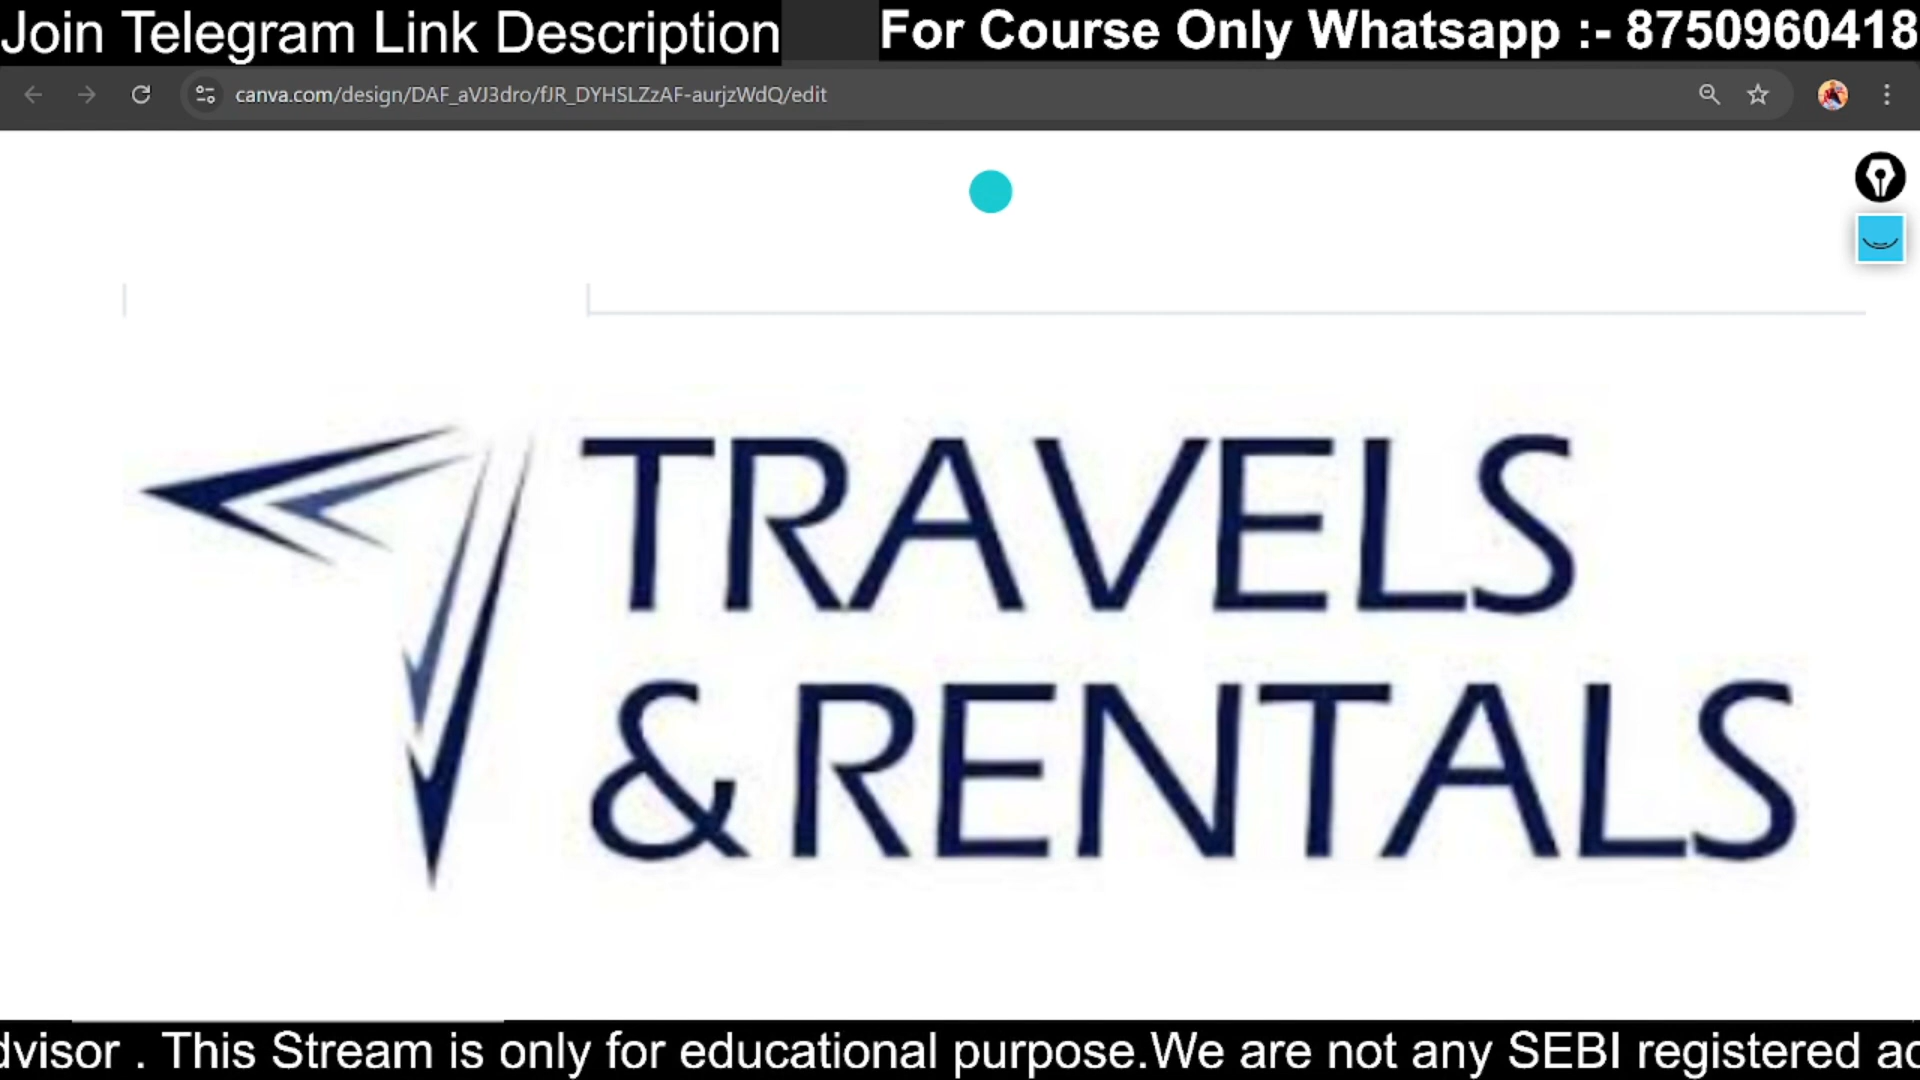 Join Telegram Link Description
For Course Only Whatsapp :- 8750960418
canva.com/design/DAF_aVJ3dro/fJR_DYHSLZzAF-aurjzWdQ/edit
TRAVELS
& RENTALS
dvisor . This Stream is only for educational purpose.We are not any SEBI registered ad